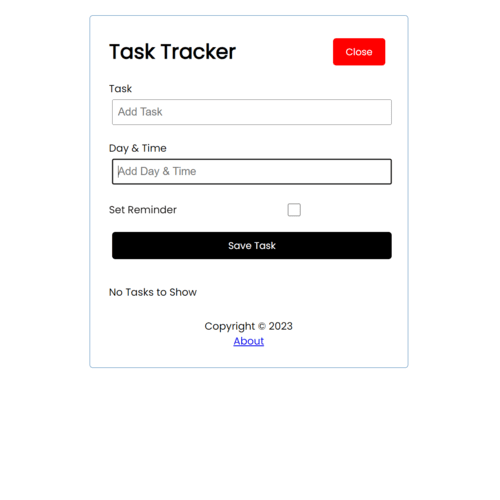 Task Tracker
Close
Task
Add Task
Day & Time
Add Day & Time
Set Reminder
Save Task
No Tasks to Show
Copyright © 2023
About